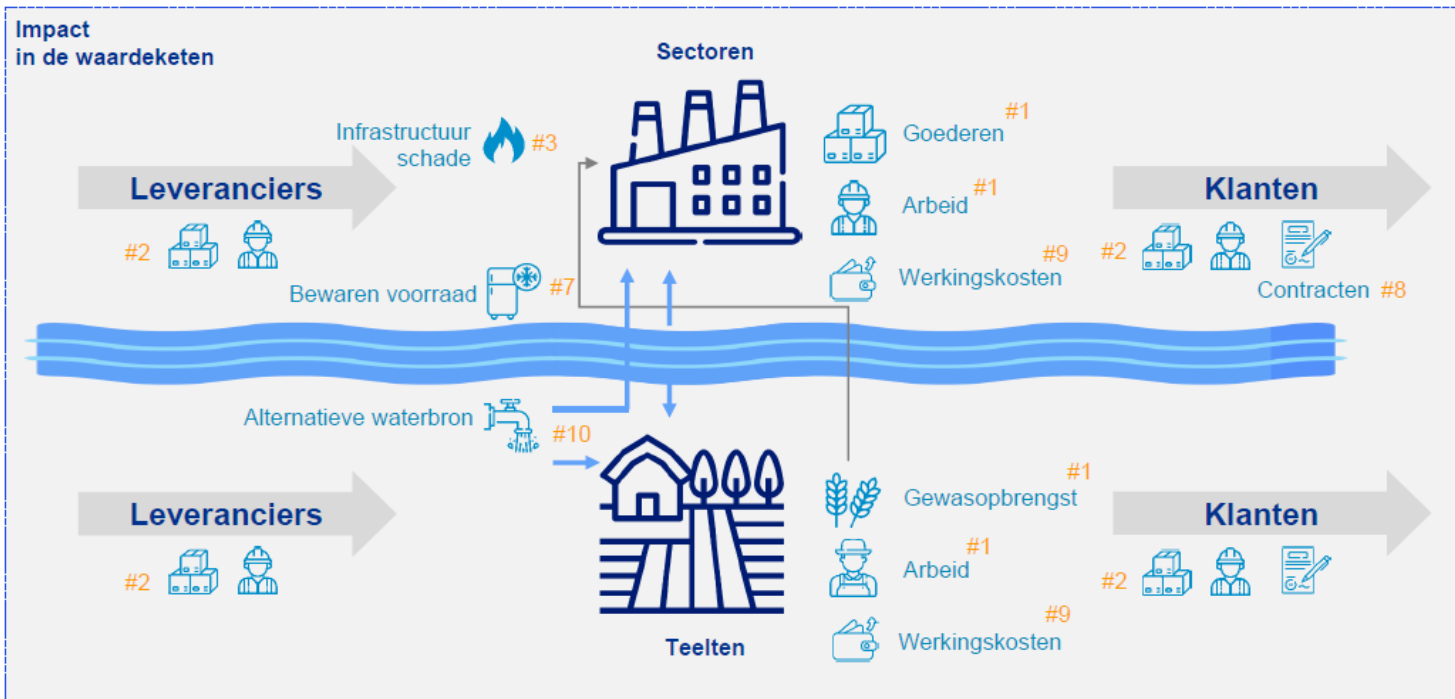 Impact
in de waardeketen
Sectoren
Infrastructuur
schade
#3
Goederen
#1
Leveranciers
#2
Arbeid
#1
Klanten
#2
Bewaren voorraad
#7
Werkingskosten
#9
Contracten #8
Alternatieve waterbron
#10
Leveranciers
#2
Gewasopbrengst
#1
Arbeid
#1
Werkingskosten
#9
Klanten
#2
Teelten